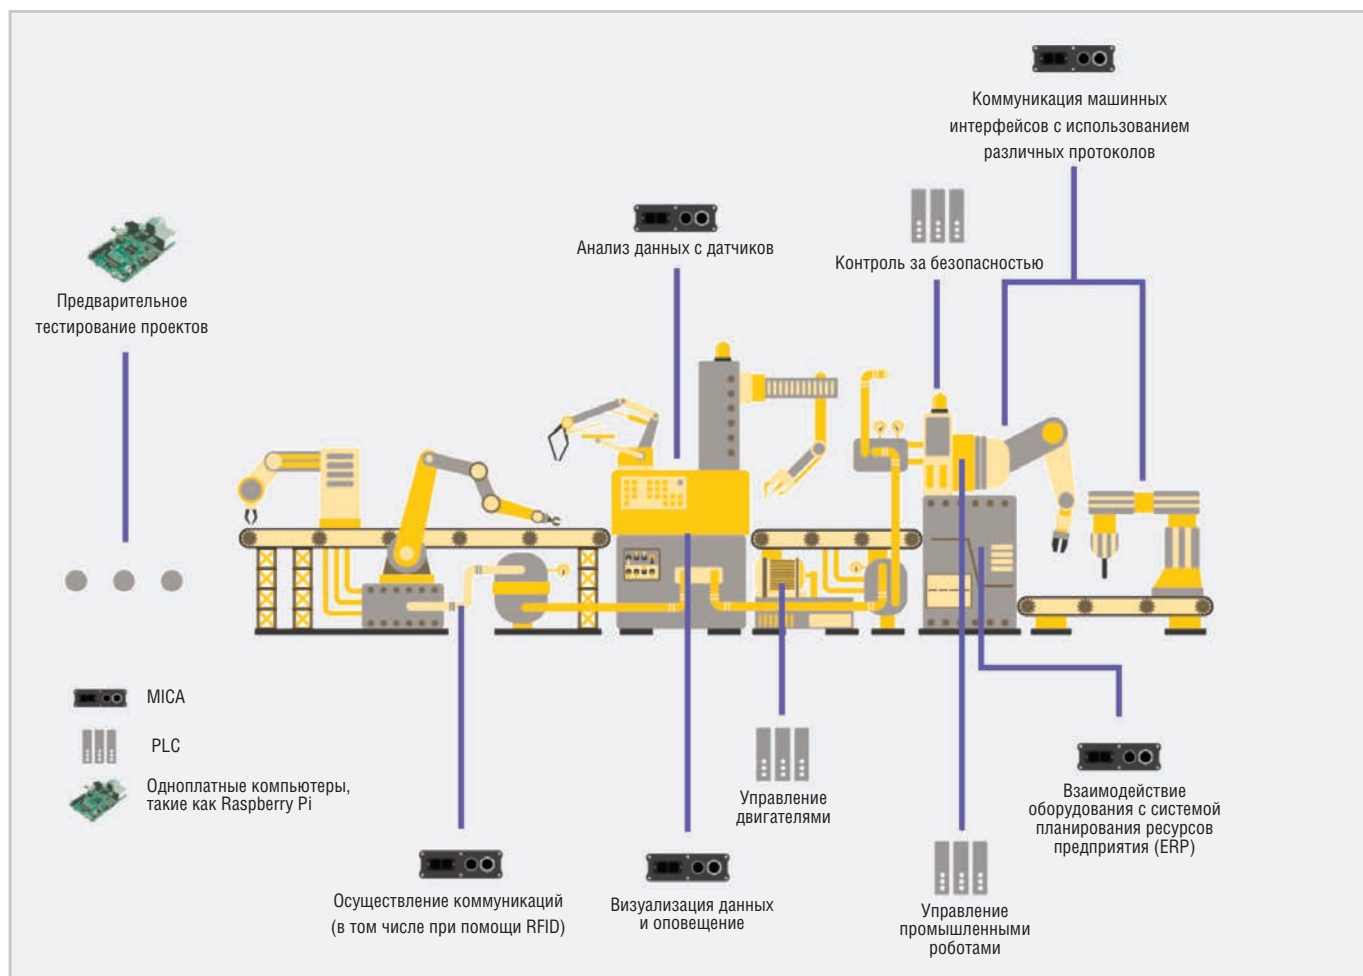 Коммуникация машинных
интерфейсов с использованием
различных протоколов
Анализ данных с датчиков
Контроль за безопасностью
Предварительное
тестирование проектов
MICA
PLC
Одноплатные компьютеры,
такие как Raspberry Pi
Управление
двигателями
Взаимодействие
оборудования с системой
планирования ресурсов
предприятия (ERP)
Осуществление коммуникаций
(в том числе при помощи RFID)
Визуализация данных
и оповещение
Управление
промышленными
роботами